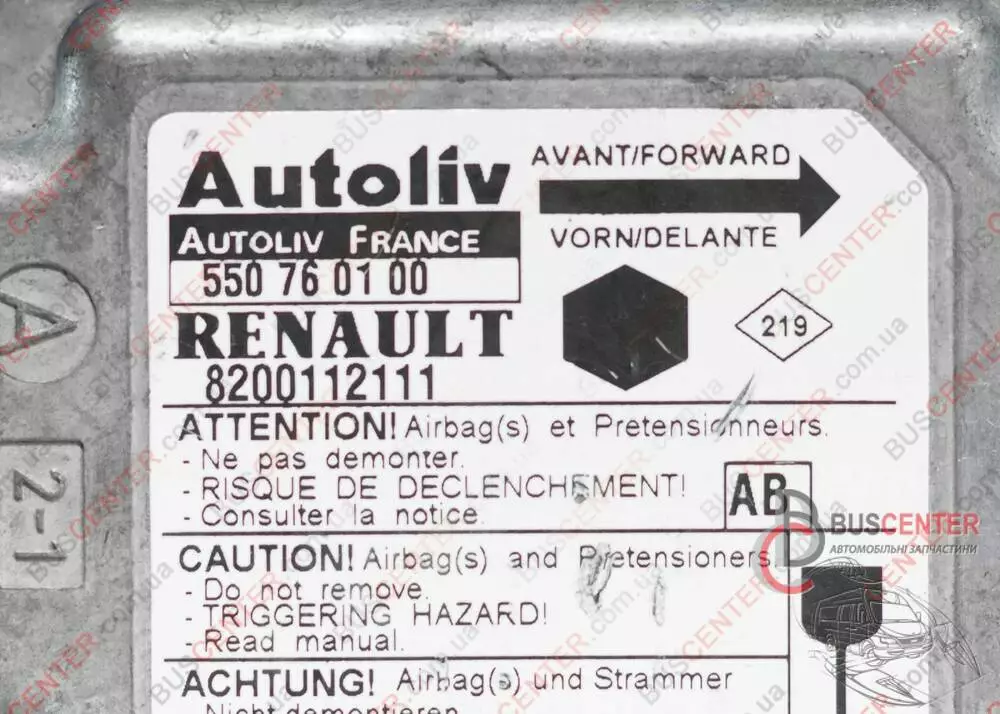 Autoliv
AVANT/FORWARD
AUTOLIV FRANCE
VORN/DELANTE
550 76 01 00
RENAULT
219
8200112111
ATTENTION! Airbag(s) et Pretensionneurs.
- Ne pas demonter.
- RISQUE DE DECLENCHEMENT!
- Consulter la notice.
AB
BUSCENTER
АВТОМОБІЛЬНІ ЗАПЧАСТИНИ
CAUTION! Airbag(s) and Pretensioners.
- Do not remove.
- TRIGGERING HAZARD!
- Read manual.
ACHTUNG! Airbag(s) und Strammer
- Nicht demontieren.
A
2-1